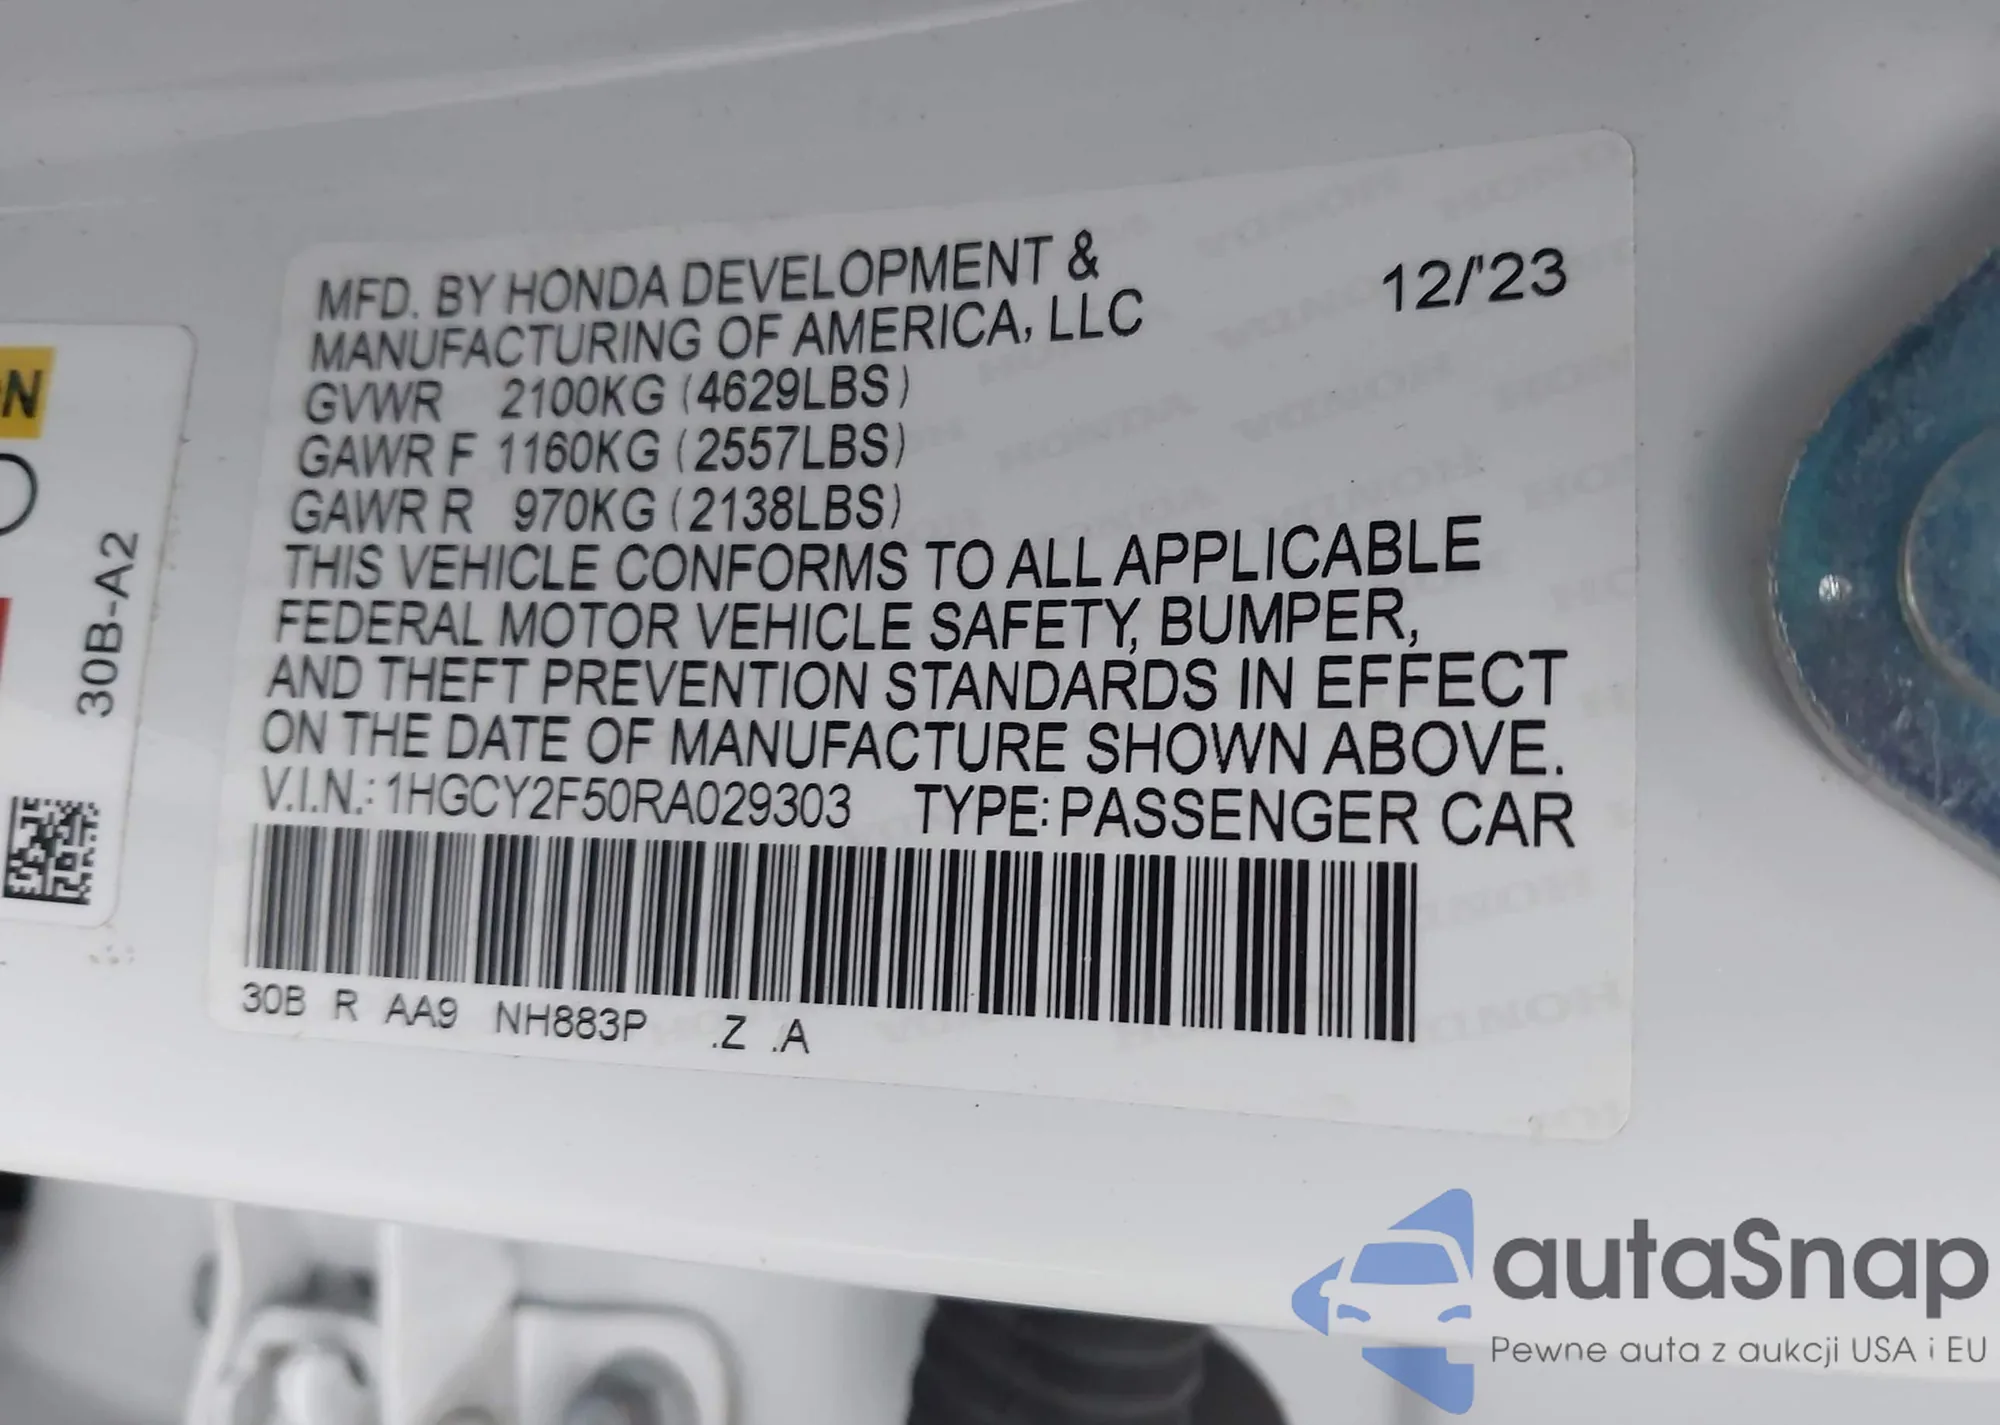 MFD. BY HONDA DEVELOPMENT &
MANUFACTURING OF AMERICA, LLC
12/'23
GVWR 2100KG (4629LBS)
GAWR F 1160KG (2557LBS)
GAWR R 970KG (2138LBS)
THIS VEHICLE CONFORMS TO ALL APPLICABLE
FEDERAL MOTOR VEHICLE SAFETY, BUMPER,
AND THEFT PREVENTION STANDARDS IN EFFECT
ON THE DATE OF MANUFACTURE SHOWN ABOVE.
V.I.N.: 1HGCY2F50RA029303 TYPE: PASSENGER CAR
30B R AA9 NH883P .Z .A
30B-A2
autaSnap
Pewne auta z aukcji USA i EU